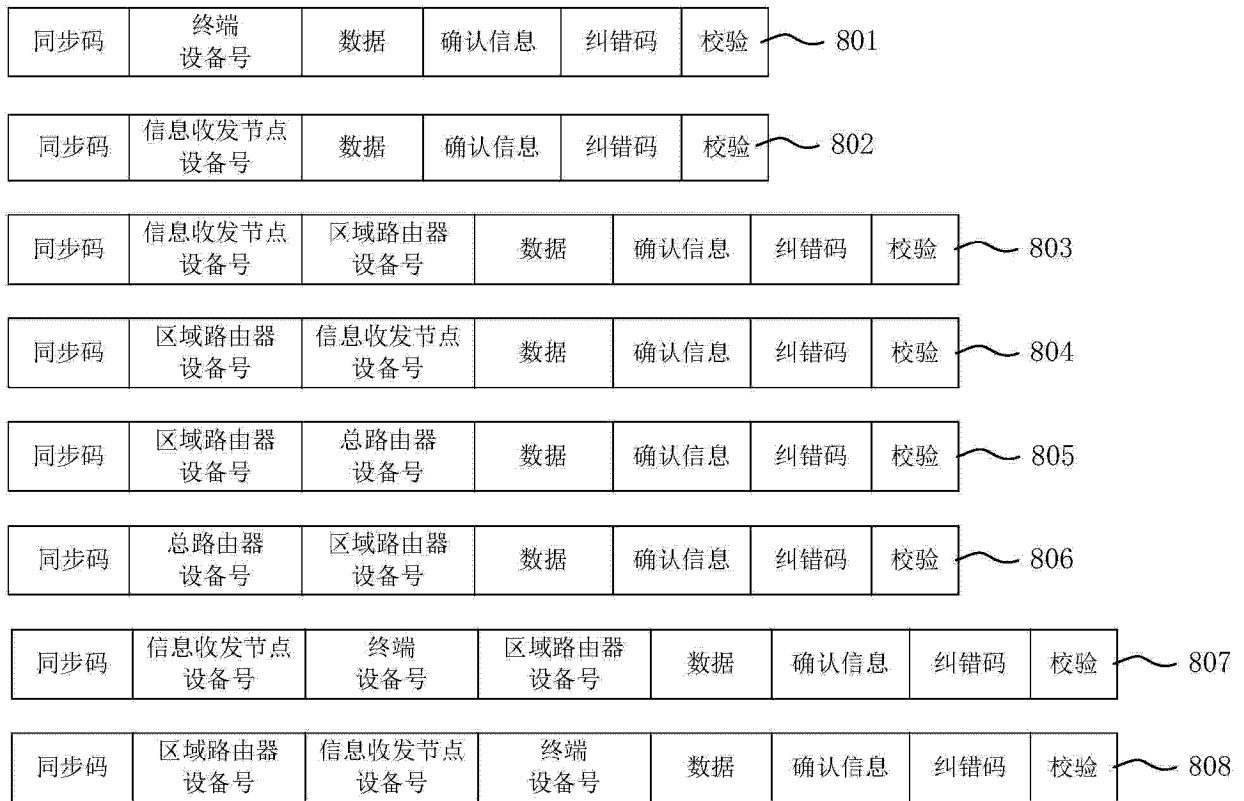 同步码 终端设备号 数据 确认信息 纠错码 校验 801
同步码 信息收发节点设备号 数据 确认信息 纠错码 校验 802
同步码 信息收发节点设备号 区域路由器设备号 数据 确认信息 纠错码 校验 803
同步码 区域路由器设备号 信息收发节点设备号 数据 确认信息 纠错码 校验 804
同步码 区域路由器设备号 总路由器设备号 数据 确认信息 纠错码 校验 805
同步码 总路由器设备号 区域路由器设备号 数据 确认信息 纠错码 校验 806
同步码 信息收发节点设备号 终端设备号 区域路由器设备号 数据 确认信息 纠错码 校验 807
同步码 区域路由器设备号 信息收发节点设备号 终端设备号 数据 确认信息 纠错码 校验 808